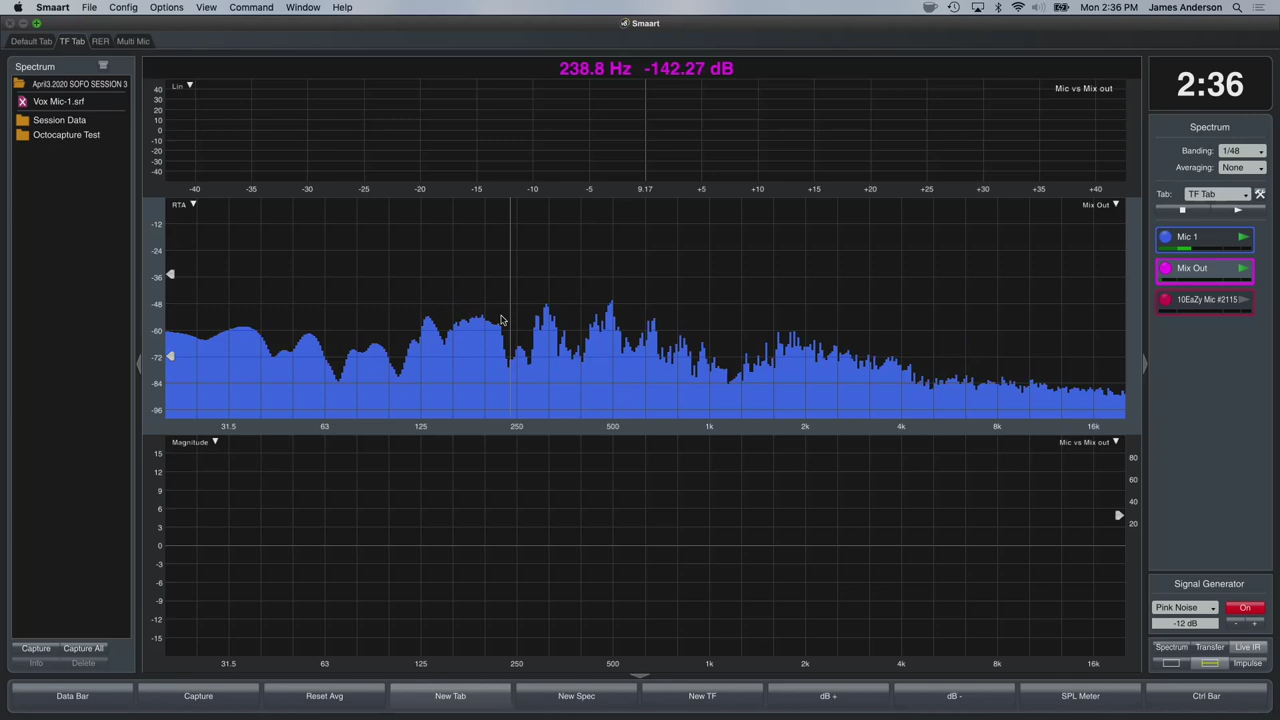 Smaart File Config Options View Command Window Help Mon 2:36 PM James Anderson
Smaart
Default Tab TF Tab RER Multi Mic
Spectrum
April3.2020 SOFO SESSION 3
Vox Mic-1.srf
Session Data
Octocapture Test
Capture Capture All
Info Delete
238.8 Hz -142.27 dB
Lin Mic vs Mix out
40
30
20
10
0
-10
-20
-30
-40
-40 -35 -30 -25 -20 -15 -10 -5 9.17 +5 +10 +15 +20 +25 +30 +35 +40
RTA Mix Out
-12
-24
-36
-48
-60
-72
-84
-96
31.5 63 125 250 500 1k 2k 4k 8k 16k
Magnitude Mic vs Mix out
15 80
12
9 60
6 40
3 20
0
-3
-6
-9
-12
-15
31.5 63 125 250 500 1k 2k 4k 8k 16k
2:36
Spectrum
Banding: 1/48
Averaging: None
Tab: TF Tab
Mic 1
Mix Out
10EaZy Mic #2115
Signal Generator
Pink Noise On
-12 dB - +
Spectrum Transfer Live IR
Impulse
Data Bar Capture Reset Avg New Tab New Spec New TF dB + dB - SPL Meter Ctrl Bar